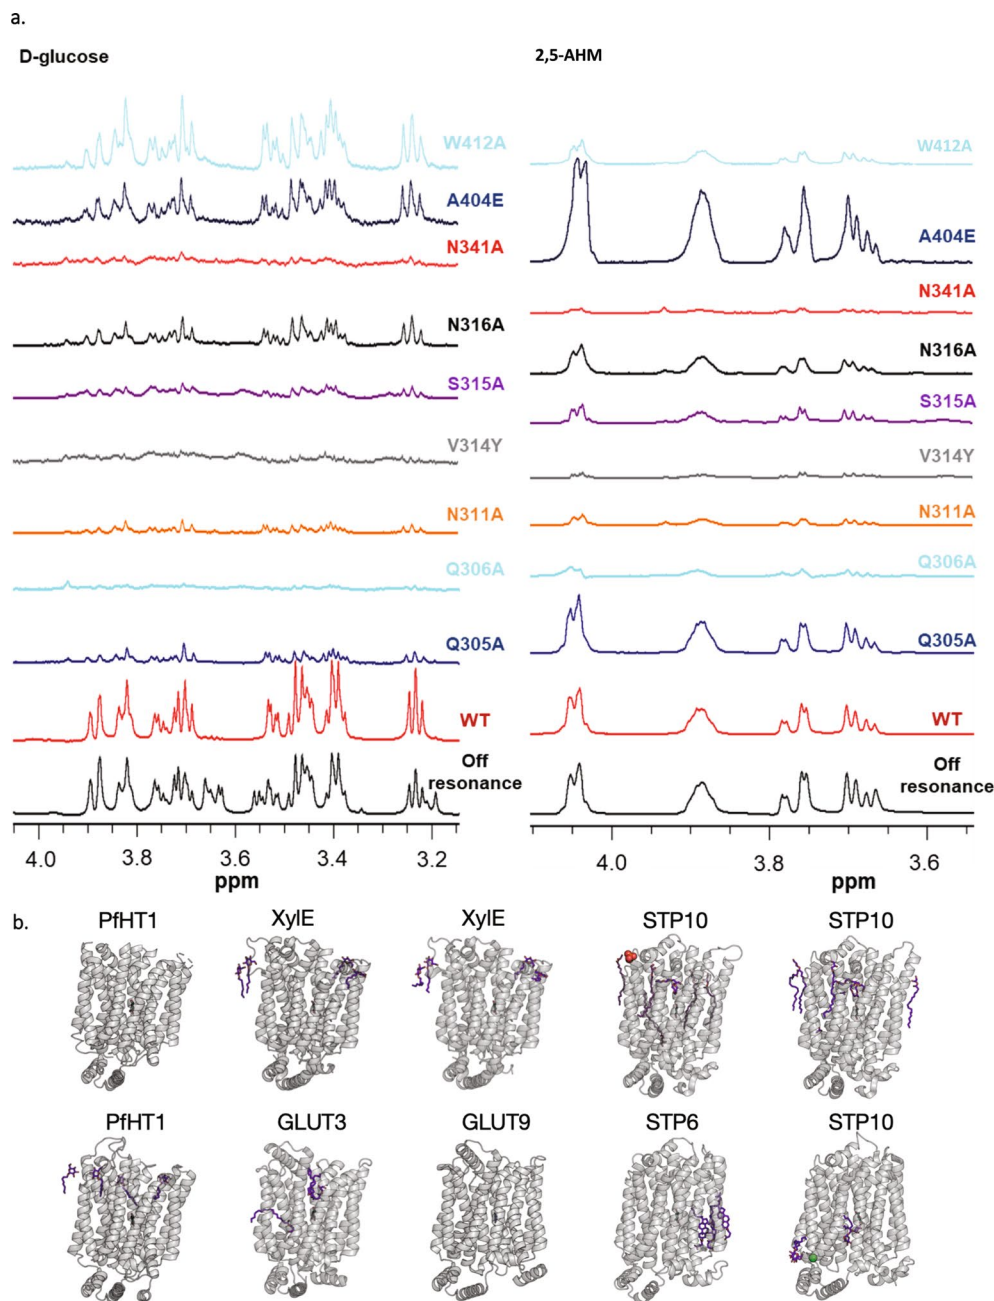 a.
D-glucose
2,5-AHM
W412A
A404E
N341A
N316A
S315A
V314Y
N311A
Q306A
Q305A
WT
Off
resonance
4.0 3.8 3.6 3.4 3.2
ppm
W412A
A404E
N341A
N316A
S315A
V314Y
N311A
Q306A
Q305A
WT
Off
resonance
4.0 3.8 3.6
ppm
b.
PfHT1 XylE XylE STP10 STP10
PfHT1 GLUT3 GLUT9 STP6 STP10